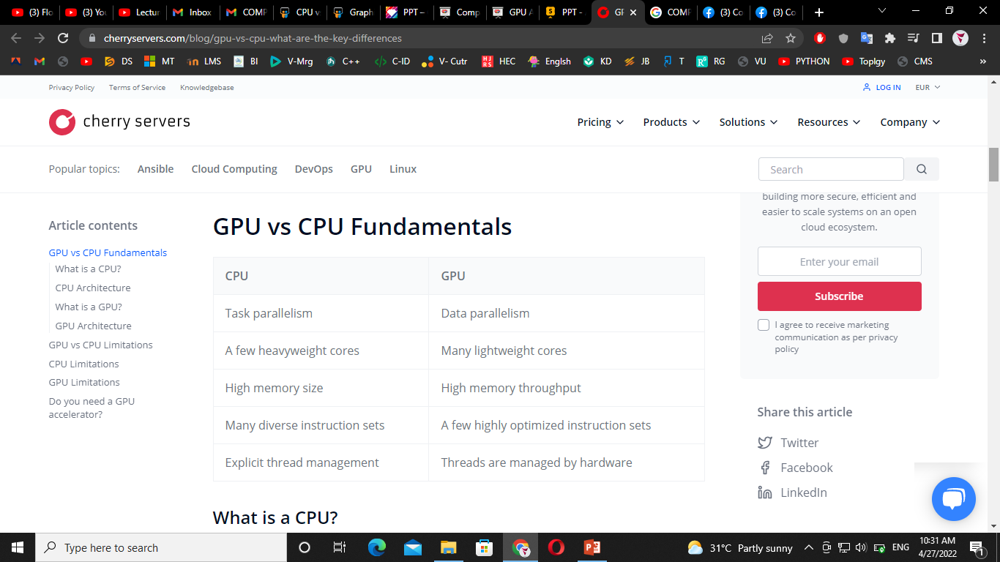 (3) Flo
(3) You
Lectur
Inbox
COMP
CPU v
Graph
PPT –
Comp
GPU A
PPT -
GP
COMP
(3) Co
(3) Co
cherryservers.com/blog/gpu-vs-cpu-what-are-the-key-differences
DS
MT
LMS
BI
V-Mrg
C++
C-ID
V- Cutr
HEC
Englsh
KD
JB
T
RG
VU
PYTHON
Toplgy
CMS
»
Privacy Policy
Terms of Service
Knowledgebase
LOG IN
EUR
cherry servers
Pricing
Products
Solutions
Resources
Company
Popular topics:
Ansible
Cloud Computing
DevOps
GPU
Linux
Search
Article contents
GPU vs CPU Fundamentals
What is a CPU?
CPU Architecture
What is a GPU?
GPU Architecture
GPU vs CPU Limitations
CPU Limitations
GPU Limitations
Do you need a GPU
accelerator?
GPU vs CPU Fundamentals
CPU
GPU
Task parallelism
Data parallelism
A few heavyweight cores
Many lightweight cores
High memory size
High memory throughput
Many diverse instruction sets
A few highly optimized instruction sets
Explicit thread management
Threads are managed by hardware
What is a CPU?
building more secure, efficient and
easier to scale systems on an open
cloud ecosystem.
Enter your email
Subscribe
I agree to receive marketing
communication as per privacy
policy
Share this article
Twitter
Facebook
LinkedIn
Type here to search
31°C Partly sunny
ENG
10:31 AM
4/27/2022
1